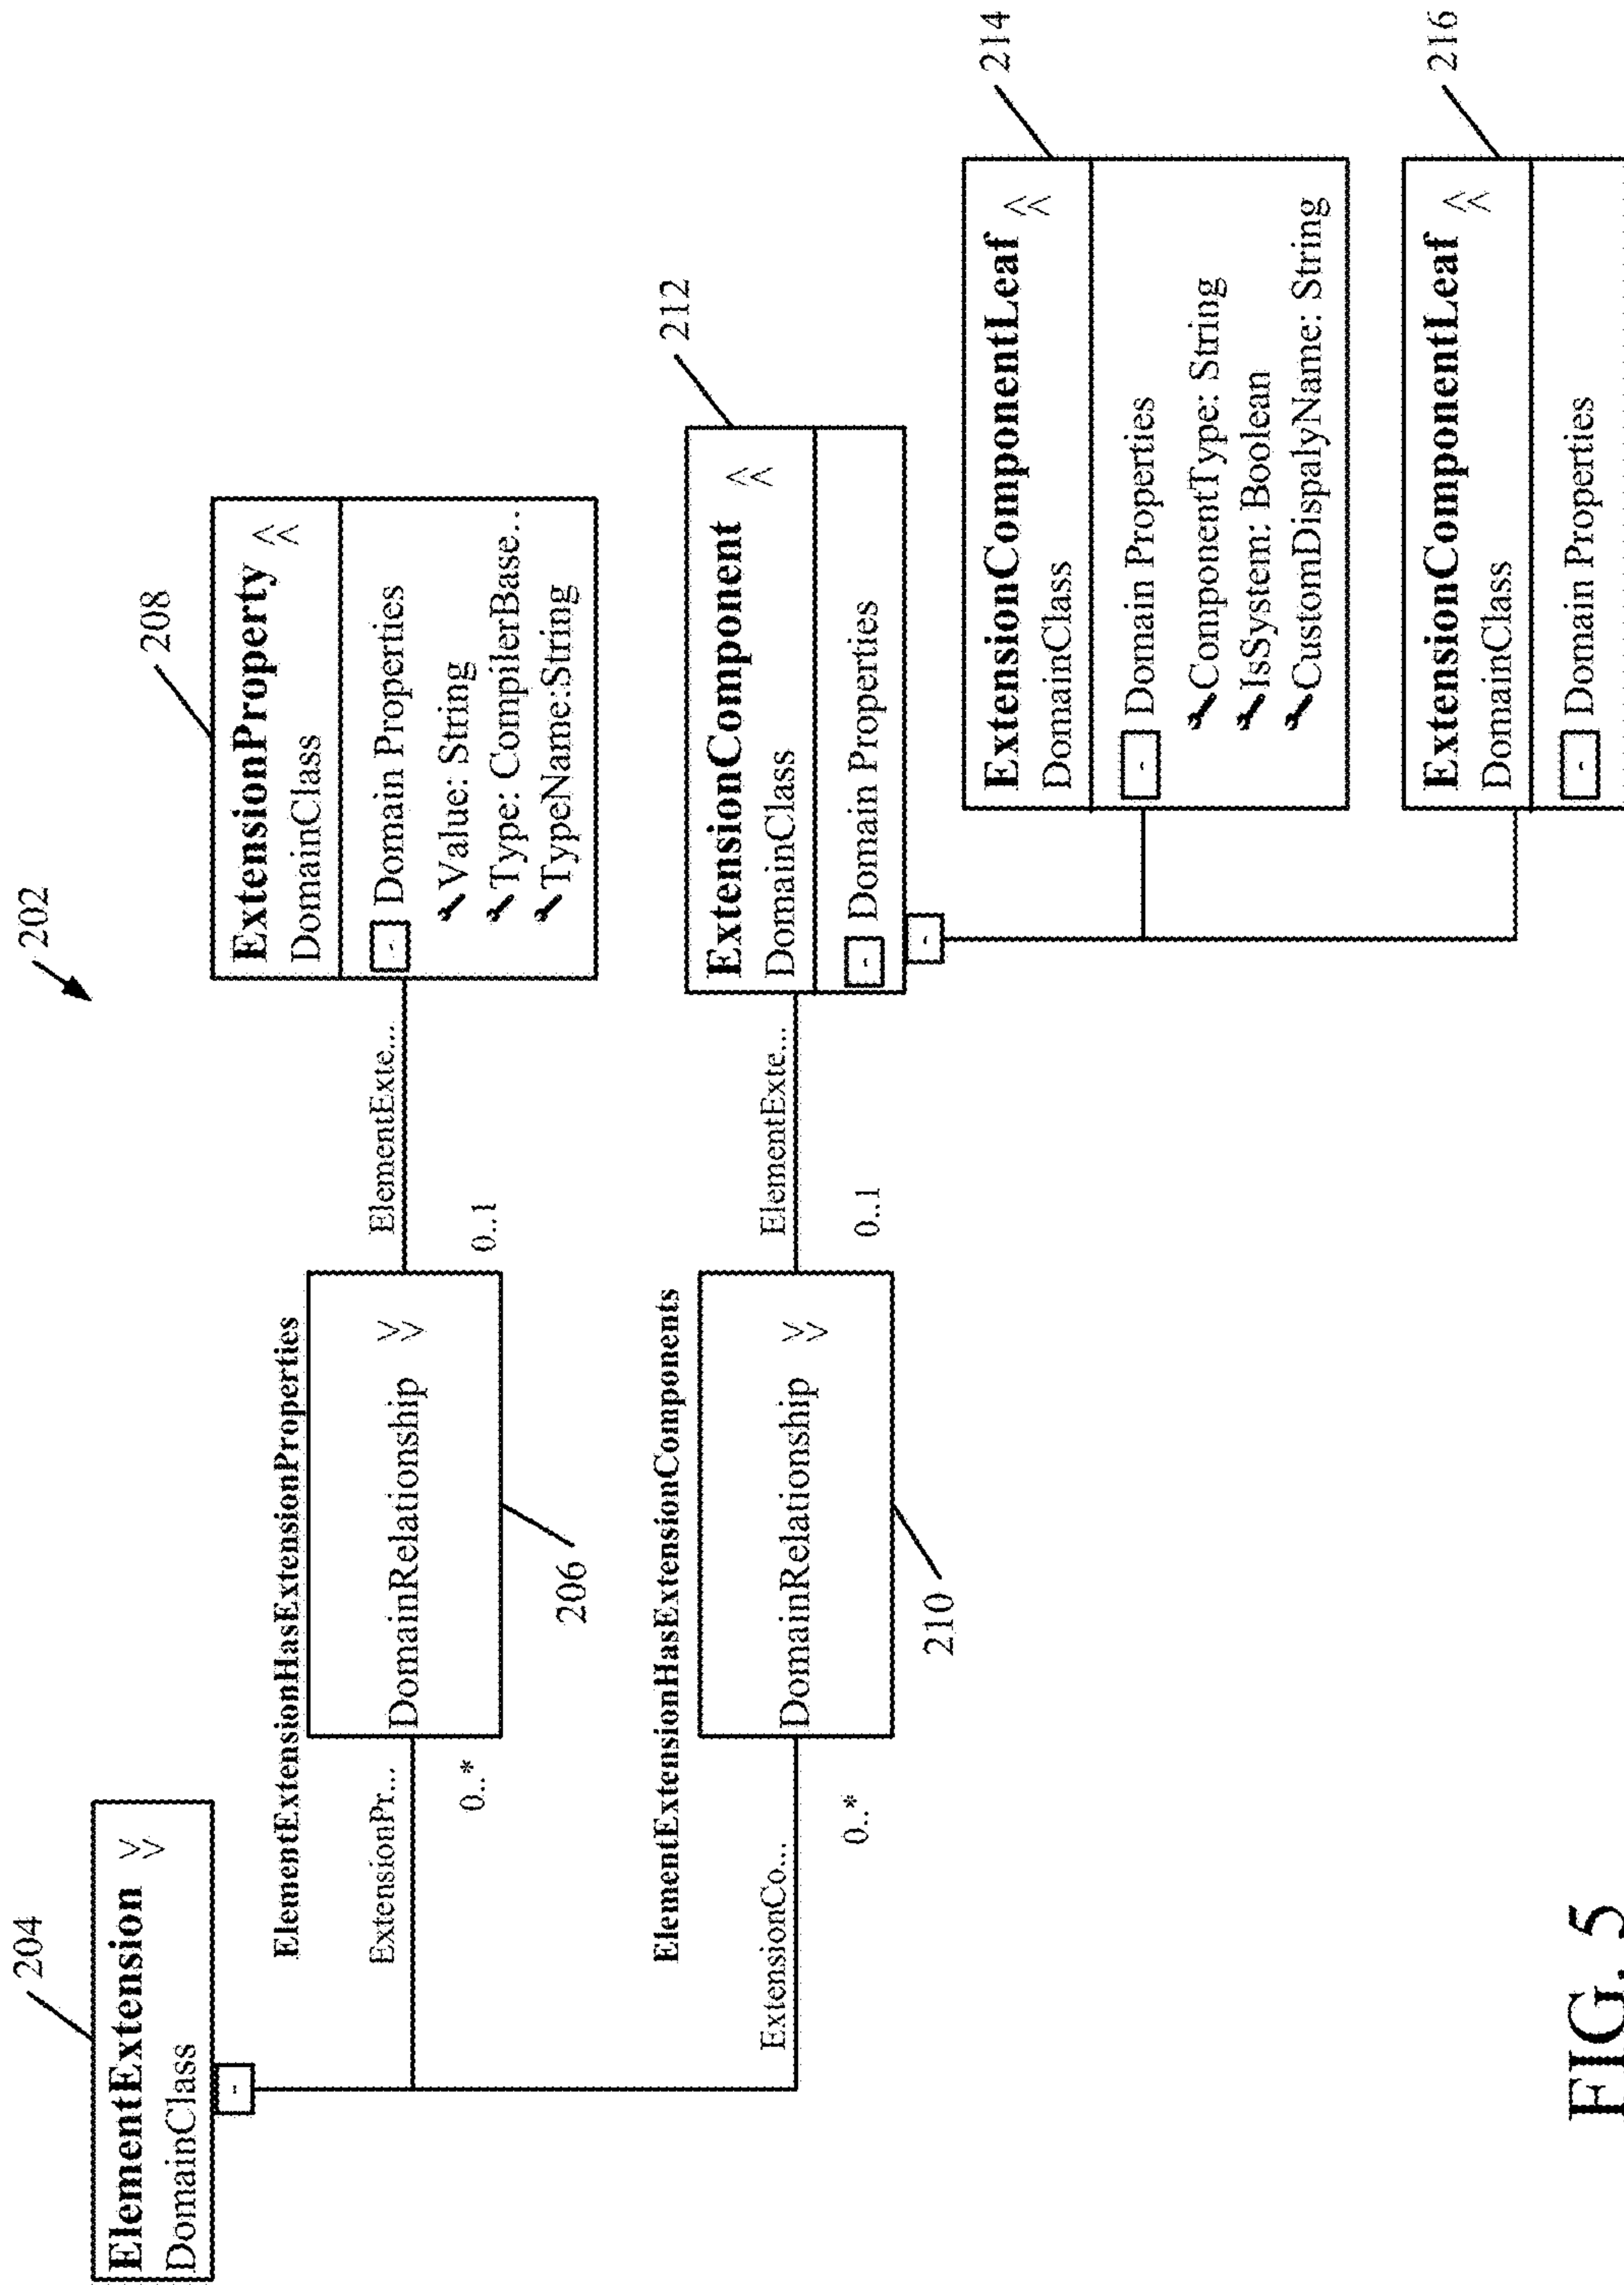 202
204
ElementExtension
DomainClass
-
ElementExtensionHasExtensionProperties
ExtensionPr...
0..*
DomainRelationship
206
ElementExte...
0..1
208
ExtensionProperty
DomainClass
- Domain Properties
Value: String
Type: CompilerBase...
TypeName:String
ElementExtensionHasExtensionComponents
ExtensionCo...
0..*
DomainRelationship
210
ElementExte...
0..1
212
ExtensionComponent
DomainClass
- Domain Properties
-
214
ExtensionComponentLeaf
DomainClass
- Domain Properties
ComponentType: String
IsSystem: Boolean
CustomDispalyName: String
216
ExtensionComponentLeaf
DomainClass
- Domain Properties
FIG. 5